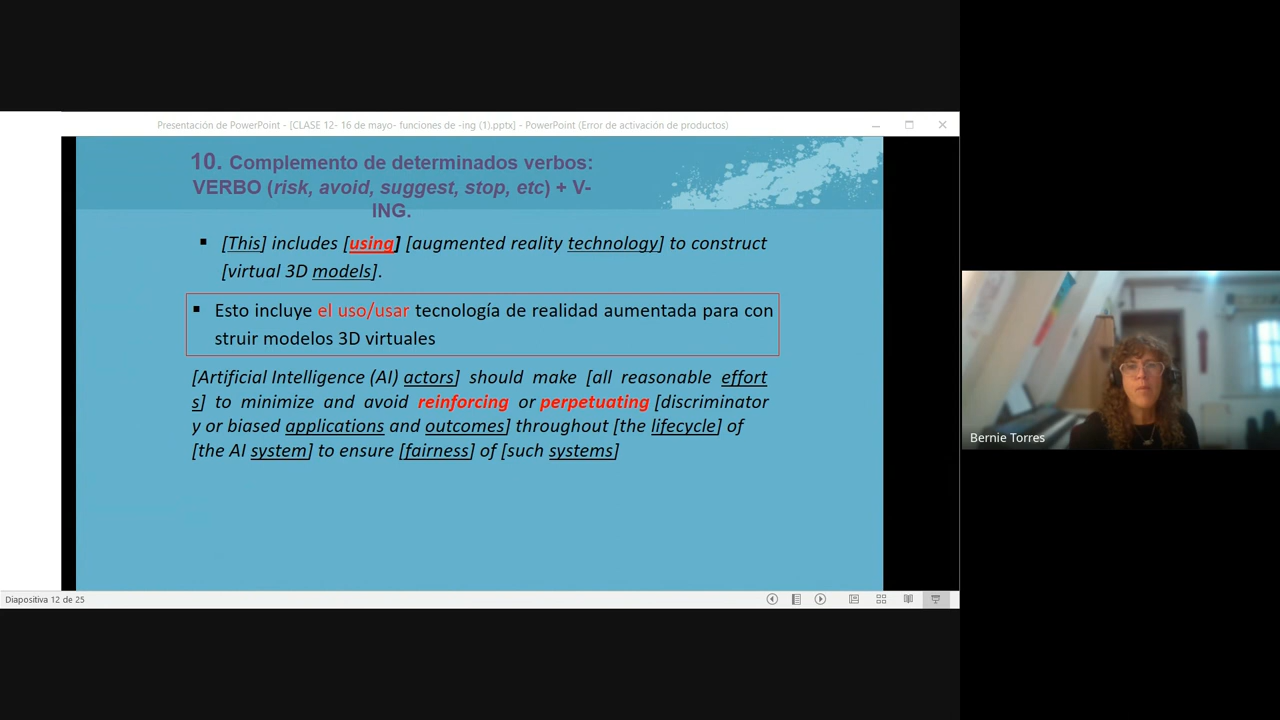 Presentación de PowerPoint - [CLASE 12- 16 de mayo- funciones de -ing (1).pptx] - PowerPoint (Error de activación de productos)
10. Complemento de determinados verbos:
VERBO (risk, avoid, suggest, stop, etc) + V-
ING.
▪ [This] includes [using] [augmented reality technology] to construct
[virtual 3D models].
▪ Esto incluye el uso/usar tecnología de realidad aumentada para con
struir modelos 3D virtuales
[Artificial Intelligence (AI) actors] should make [all reasonable effort
s] to minimize and avoid reinforcing or perpetuating [discriminator
y or biased applications and outcomes] throughout [the lifecycle] of
[the AI system] to ensure [fairness] of [such systems]
Bernie Torres
Diapositiva 12 de 25